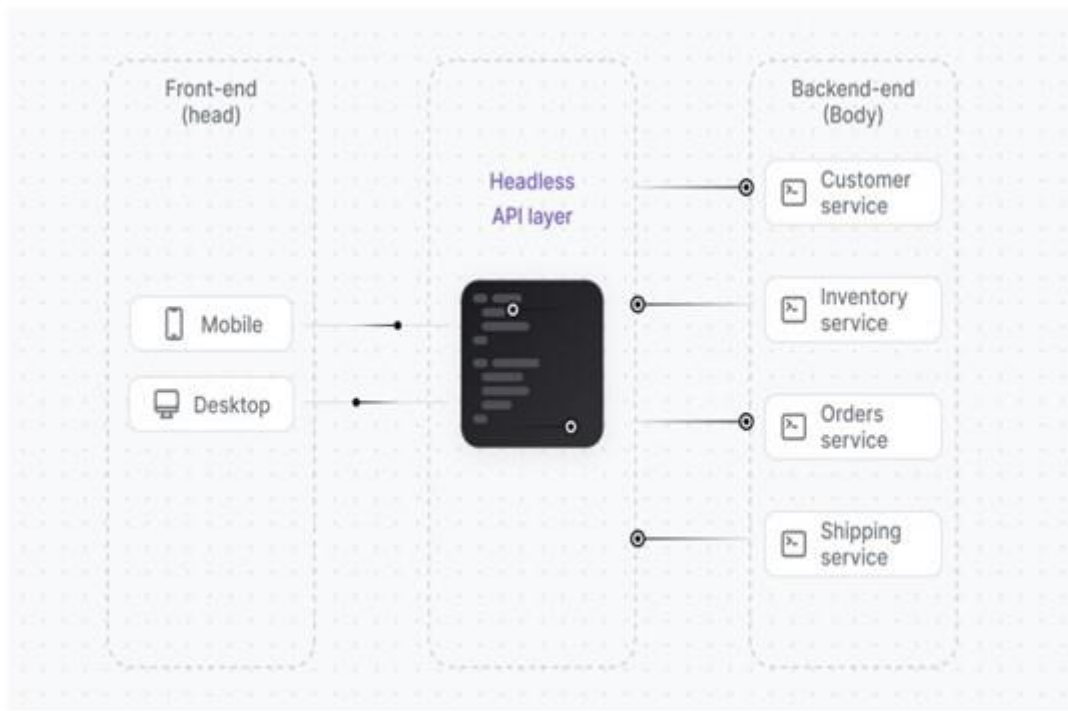 Front-end
(head)
Mobile
Desktop
Headless
API layer
Backend-end
(Body)
Customer
service
Inventory
service
Orders
service
Shipping
service